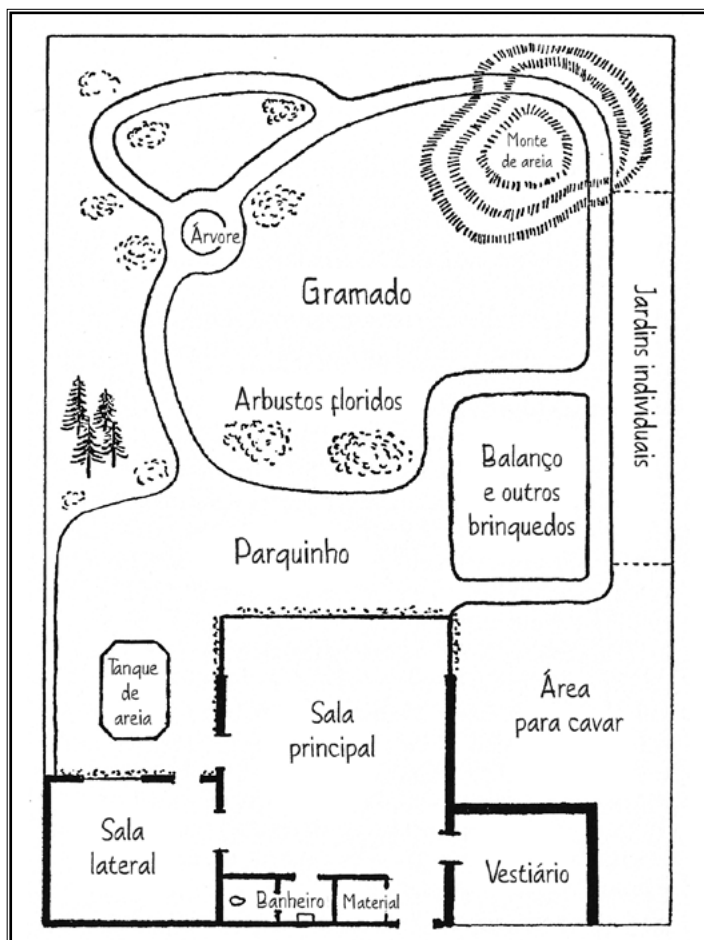 Monte
de areia
Árvore
Gramado
Jardins individuais
Arbustos floridos
Balanço
e outros
brinquedos
Parquinho
Tanque
de
areia
Sala
principal
Área
para cavar
Sala
lateral
Banheiro
Material
Vestiário